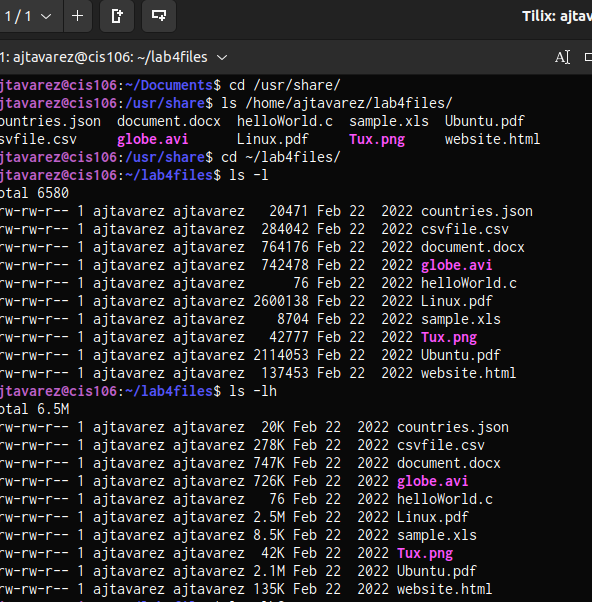 1 / 1 Tilix: ajtava
1: ajtavarez@cis106: ~/lab4files
jtavarez@cis106:~/Documents$ cd /usr/share/
jtavarez@cis106:/usr/share$ ls /home/ajtavarez/lab4files/
ountries.json document.docx helloWorld.c sample.xls Ubuntu.pdf
svfile.csv globe.avi Linux.pdf Tux.png website.html
jtavarez@cis106:/usr/share$ cd ~/lab4files/
jtavarez@cis106:~/lab4files$ ls -l
otal 6580
rw-rw-r-- 1 ajtavarez ajtavarez 20471 Feb 22 2022 countries.json
rw-rw-r-- 1 ajtavarez ajtavarez 284042 Feb 22 2022 csvfile.csv
rw-rw-r-- 1 ajtavarez ajtavarez 764176 Feb 22 2022 document.docx
rw-rw-r-- 1 ajtavarez ajtavarez 742478 Feb 22 2022 globe.avi
rw-rw-r-- 1 ajtavarez ajtavarez 76 Feb 22 2022 helloWorld.c
rw-rw-r-- 1 ajtavarez ajtavarez 2600138 Feb 22 2022 Linux.pdf
rw-rw-r-- 1 ajtavarez ajtavarez 8704 Feb 22 2022 sample.xls
rw-rw-r-- 1 ajtavarez ajtavarez 42777 Feb 22 2022 Tux.png
rw-rw-r-- 1 ajtavarez ajtavarez 2114053 Feb 22 2022 Ubuntu.pdf
rw-rw-r-- 1 ajtavarez ajtavarez 137453 Feb 22 2022 website.html
jtavarez@cis106:~/lab4files$ ls -lh
otal 6.5M
rw-rw-r-- 1 ajtavarez ajtavarez 20K Feb 22 2022 countries.json
rw-rw-r-- 1 ajtavarez ajtavarez 278K Feb 22 2022 csvfile.csv
rw-rw-r-- 1 ajtavarez ajtavarez 747K Feb 22 2022 document.docx
rw-rw-r-- 1 ajtavarez ajtavarez 726K Feb 22 2022 globe.avi
rw-rw-r-- 1 ajtavarez ajtavarez 76 Feb 22 2022 helloWorld.c
rw-rw-r-- 1 ajtavarez ajtavarez 2.5M Feb 22 2022 Linux.pdf
rw-rw-r-- 1 ajtavarez ajtavarez 8.5K Feb 22 2022 sample.xls
rw-rw-r-- 1 ajtavarez ajtavarez 42K Feb 22 2022 Tux.png
rw-rw-r-- 1 ajtavarez ajtavarez 2.1M Feb 22 2022 Ubuntu.pdf
rw-rw-r-- 1 ajtavarez ajtavarez 135K Feb 22 2022 website.html